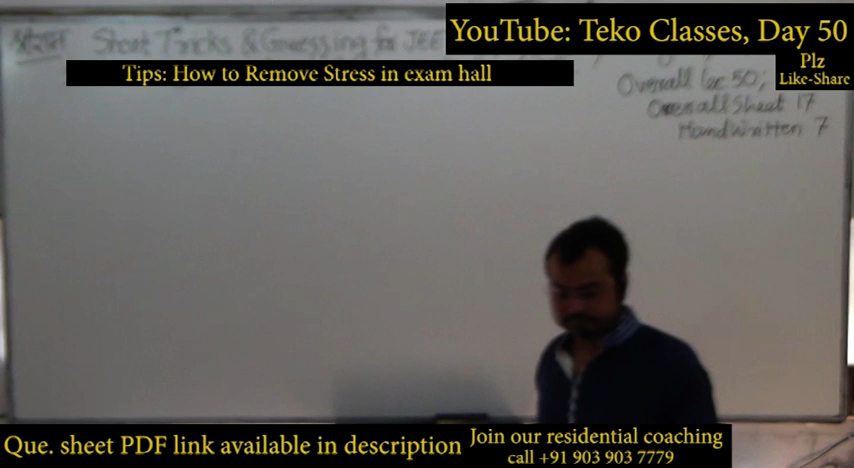 YouTube: Teko Classes, Day 50
Short Tricks & Guessing for JEE
Plz
Like-Share
Tips: How to Remove Stress in exam hall
Overall Lec 50;
Overall Sheet 17
HandWritten 7
Que. sheet PDF link available in description
Join our residential coaching
call +91 903 903 7779